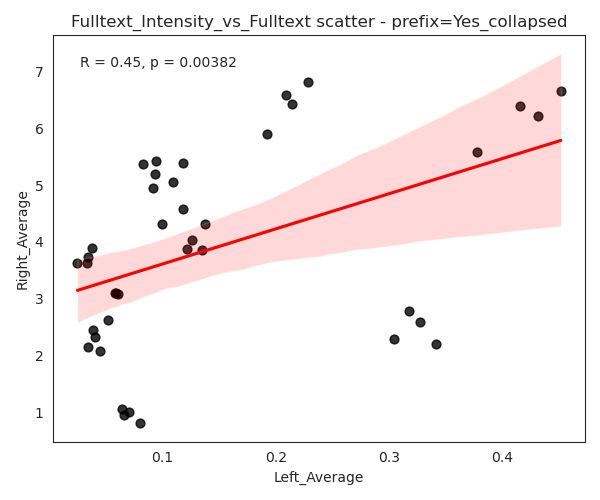 Fulltext_Intensity_vs_Fulltext scatter - prefix=Yes_collapsed
R = 0.45, p = 0.00382
7
6
5
4
3
2
1
Right_Average
0.1 0.2 0.3 0.4
Left_Average